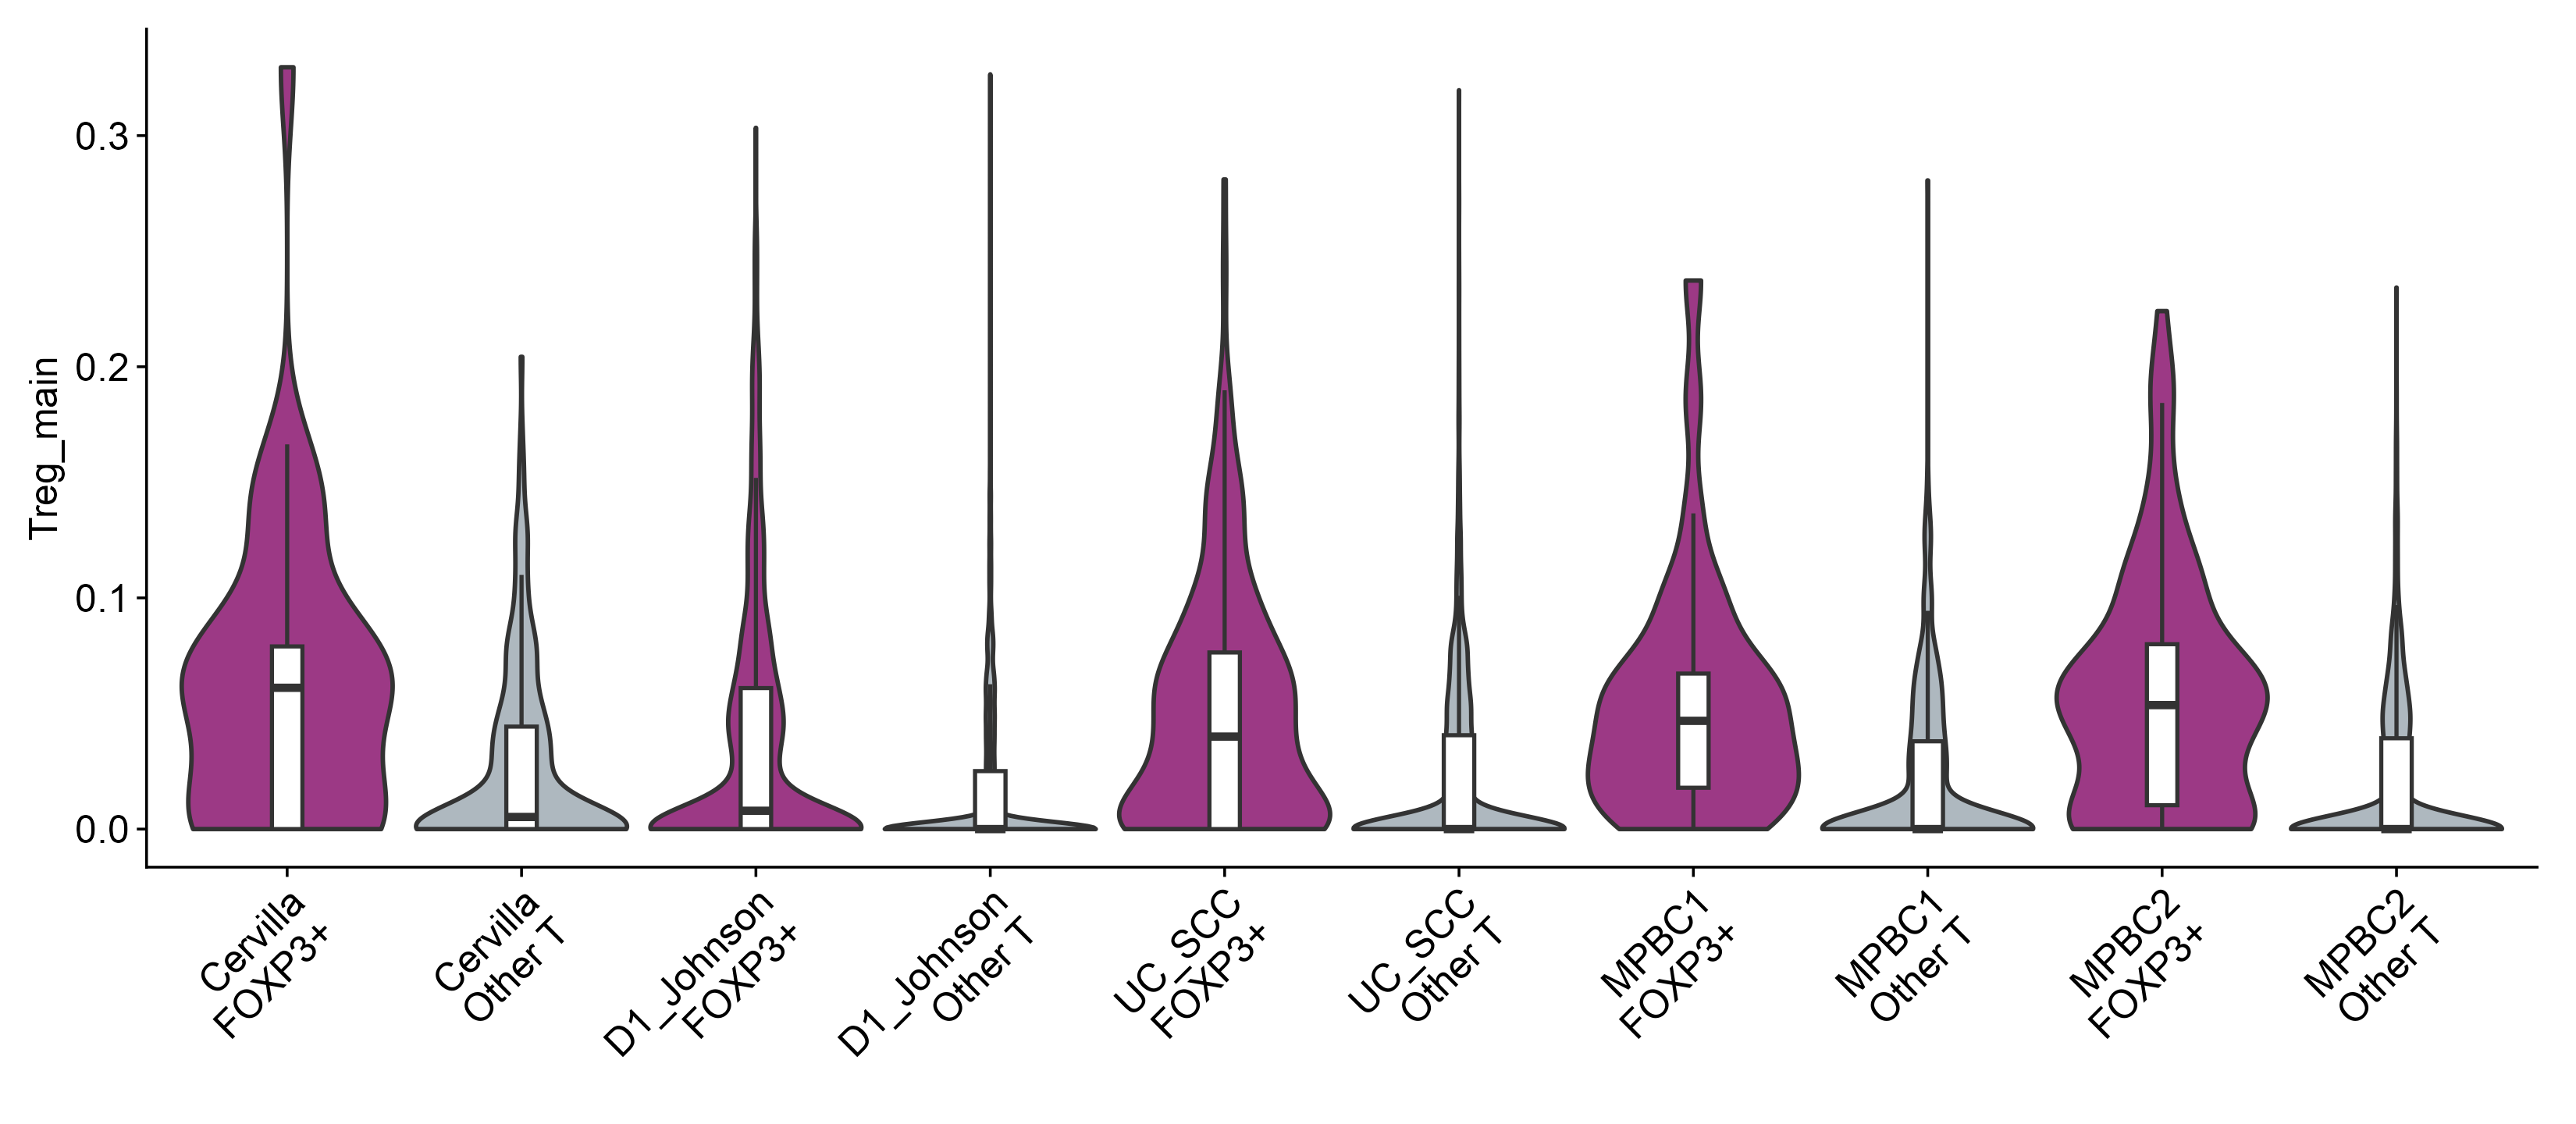 Treg_main
0.3
0.2
0.1
0.0
Cervilla
FOXP3+
Cervilla
Other T
D1_Johnson
FOXP3+
D1_Johnson
Other T
UC_SCC
FOXP3+
UC_SCC
Other T
MPBC1
FOXP3+
MPBC1
Other T
MPBC2
FOXP3+
MPBC2
Other T